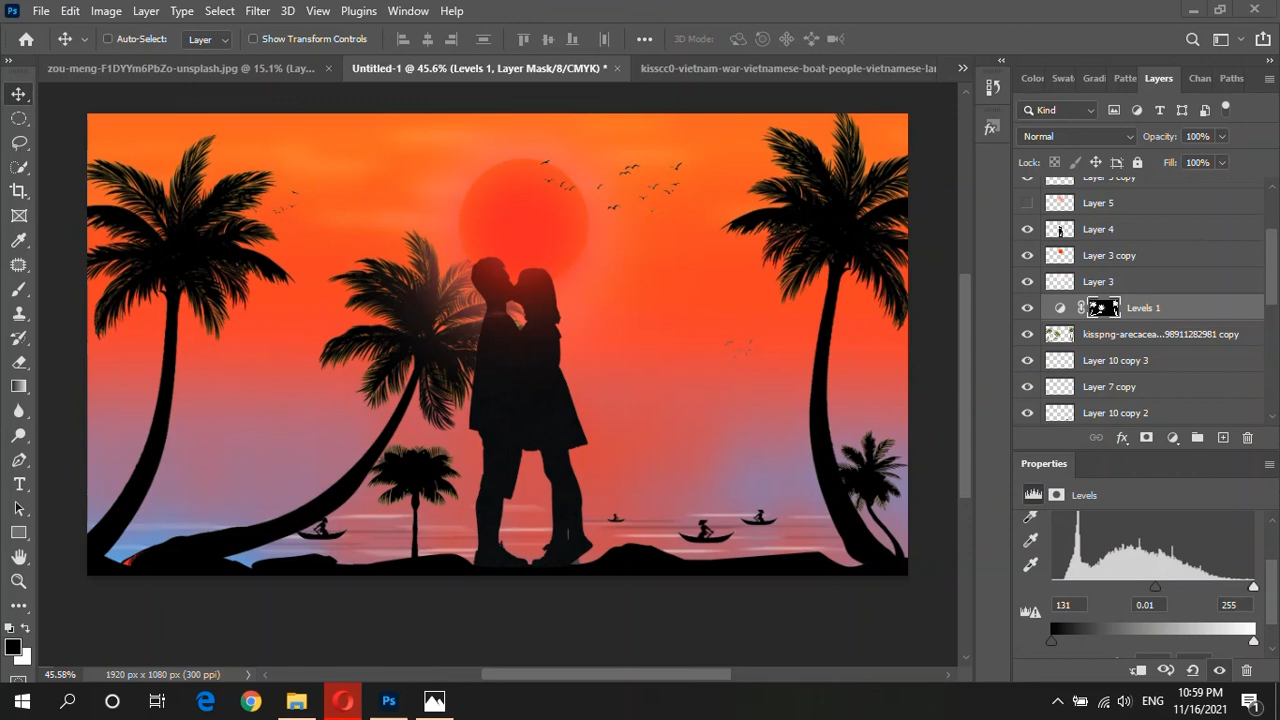 Ps File Edit Image Layer Type Select Filter 3D View Plugins Window Help
Auto-Select: Layer Show Transform Controls 3D Mode:
zou-meng-F1DYYm6PbZo-unsplash.jpg @ 15.1% (Lay... × Untitled-1 @ 45.6% (Levels 1, Layer Mask/8/CMYK) * × kisscc0-vietnam-war-vietnamese-boat-people-vietnamese-lar
Color Swat Gradi Patte Layers Chan Paths
Kind
Normal Opacity: 100%
Lock: Fill: 100%
Layer 5 copy
Layer 5
Layer 4
Layer 3 copy
Layer 3
Levels 1
kisspng-arecacea...98911282981 copy
Layer 10 copy 3
Layer 7 copy
Layer 10 copy 2
fx
Properties
Levels
131 0.01 255
45.58% 1920 px x 1080 px (300 ppi)
Ps ENG 10:59 PM
11/16/2021
1